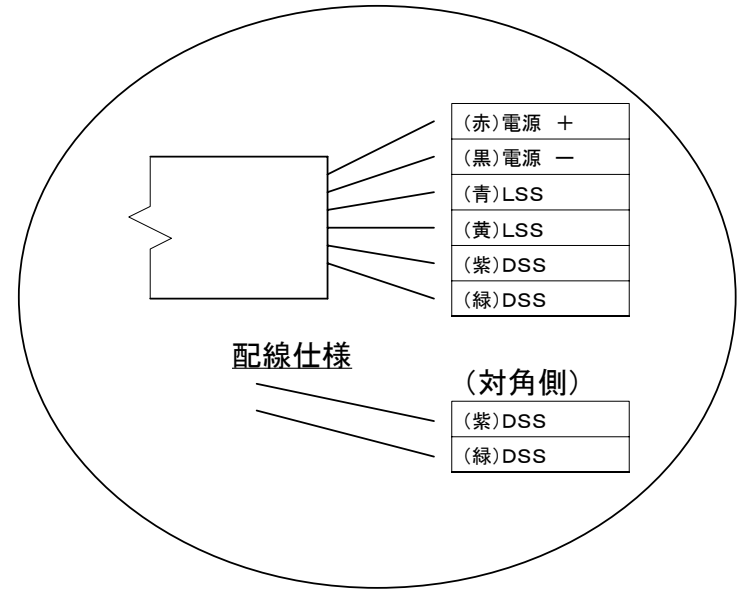 (赤)電源 ＋
(黒)電源 －
(青)LSS
(黄)LSS
(紫)DSS
(緑)DSS
配線仕様
(対角側)
(紫)DSS
(緑)DSS